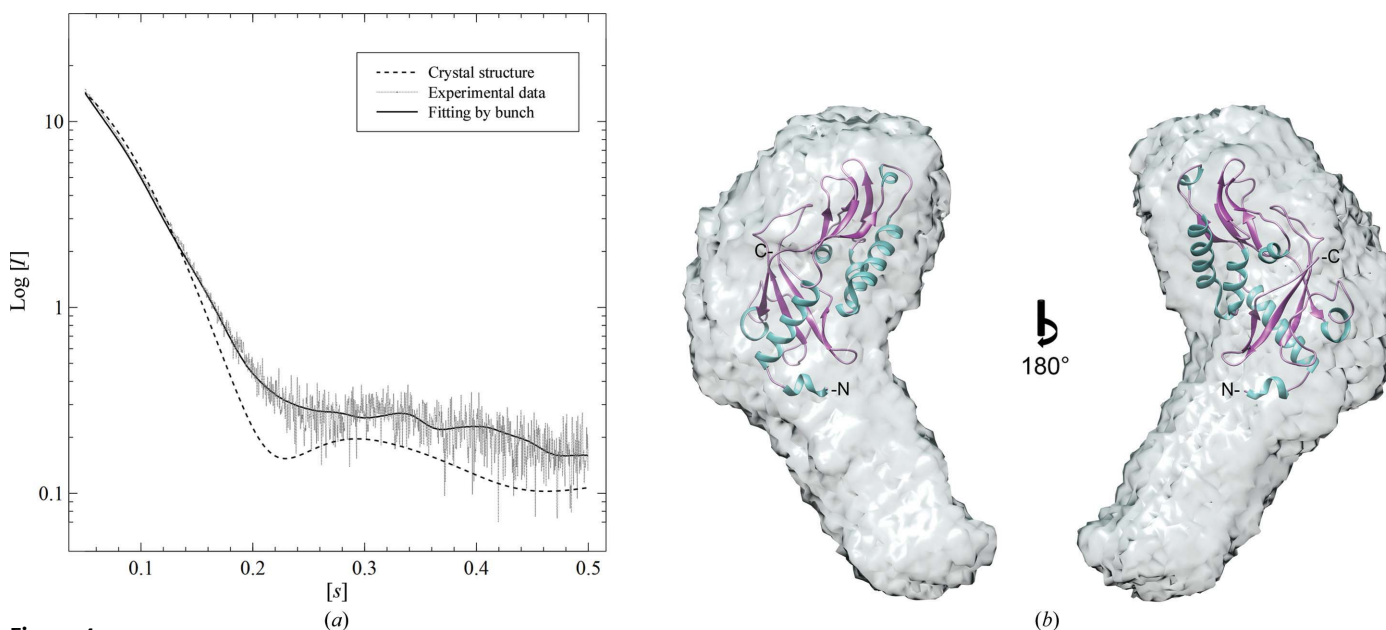 Log [I]
10
1
0.1
Crystal structure
Experimental data
Fitting by bunch
0.1 0.2 0.3 0.4 0.5
[s]
(a)
C-
-N
180°
-C
N-
(b)